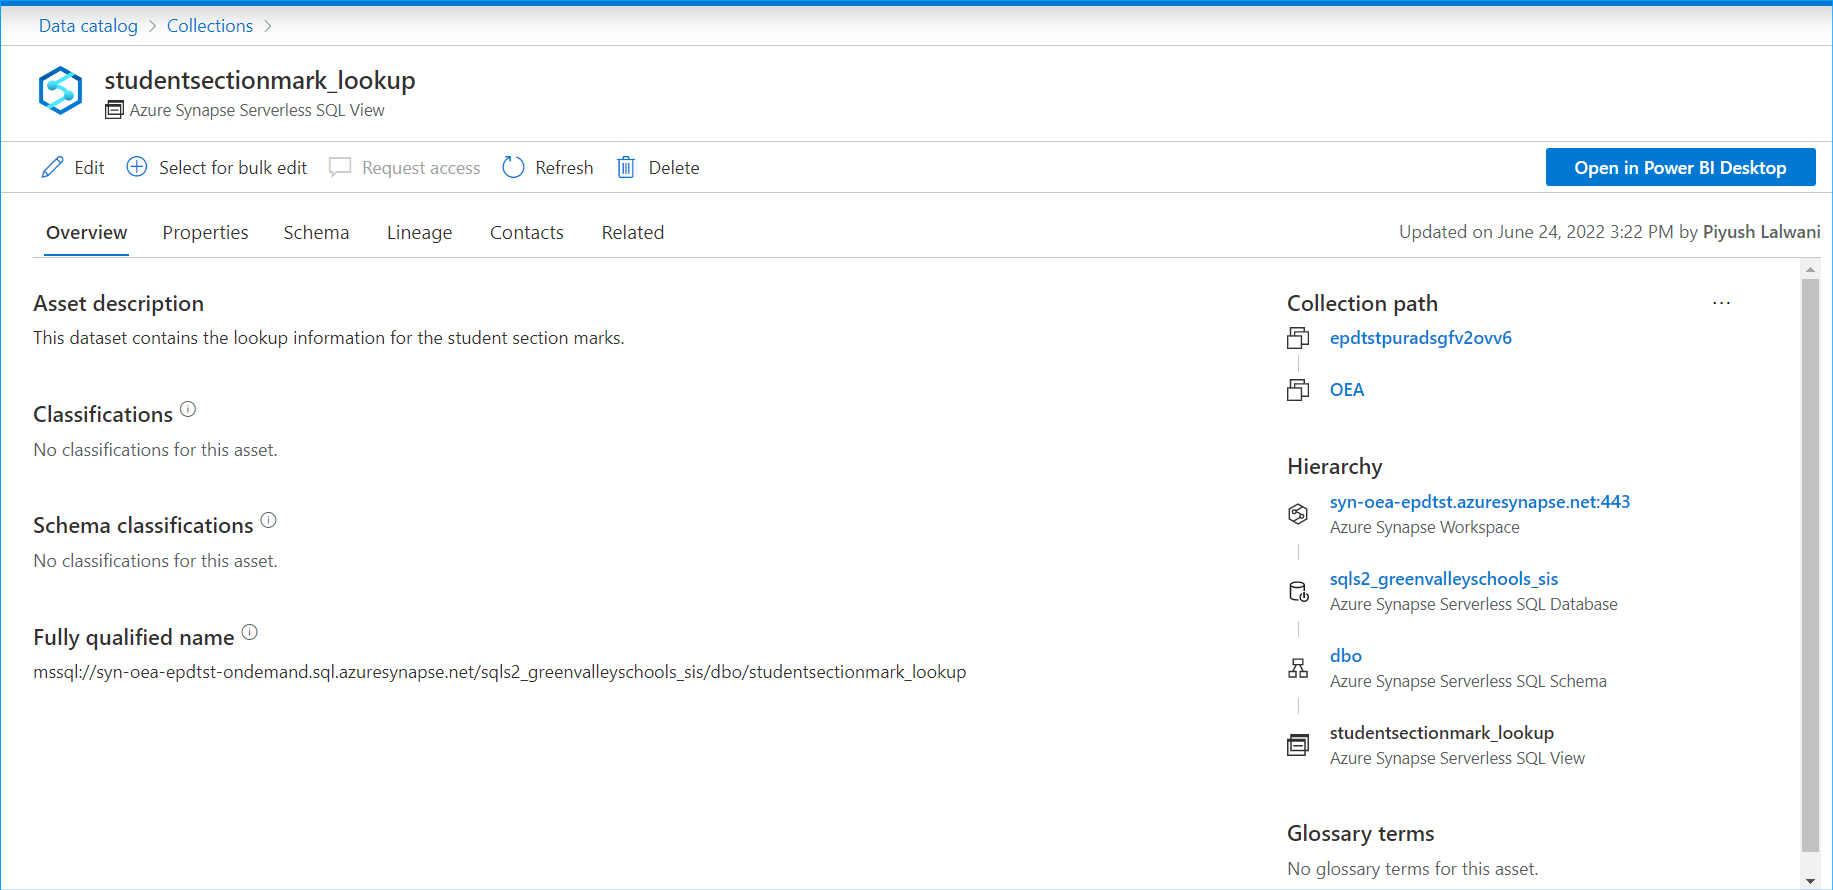 Data catalog > Collections >
studentsectionmark_lookup
Azure Synapse Serverless SQL View
Edit Select for bulk edit Request access Refresh Delete Open in Power BI Desktop
Overview Properties Schema Lineage Contacts Related Updated on June 24, 2022 3:22 PM by Piyush Lalwani
Asset description
This dataset contains the lookup information for the student section marks.
Classifications
No classifications for this asset.
Schema classifications
No classifications for this asset.
Fully qualified name
mssql://syn-oea-epdtst-ondemand.sql.azuresynapse.net/sqls2_greenvalleyschools_sis/dbo/studentsectionmark_lookup
Collection path ...
epdtstpuradsgfv2ovv6
OEA
Hierarchy
syn-oea-epdtst.azuresynapse.net:443
Azure Synapse Workspace
sqls2_greenvalleyschools_sis
Azure Synapse Serverless SQL Database
dbo
Azure Synapse Serverless SQL Schema
studentsectionmark_lookup
Azure Synapse Serverless SQL View
Glossary terms
No glossary terms for this asset.